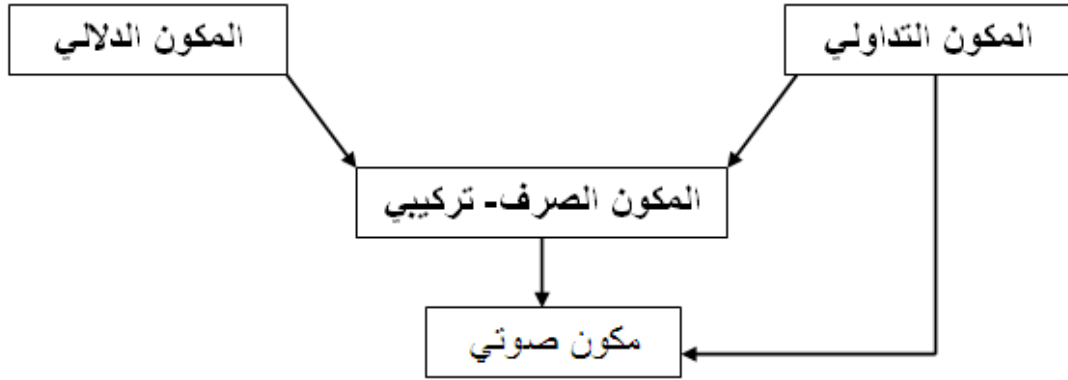 المكون التداولي
المكون الدلالي
المكون الصرف- تركيبي
مكون صوتي